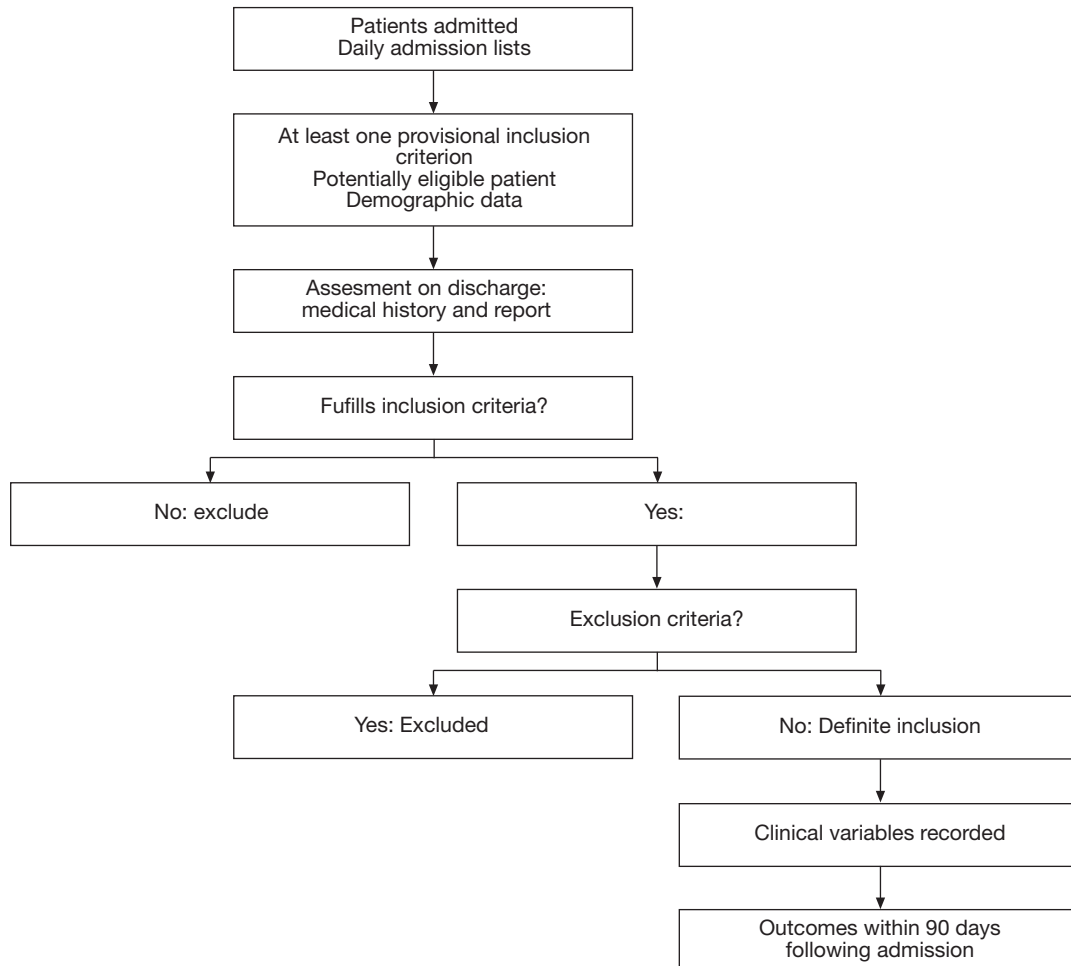 Patients admitted
Daily admission lists
At least one provisional inclusion
criterion
Potentially eligible patient
Demographic data
Assesment on discharge:
medical history and report
Fufills inclusion criteria?
No: exclude
Yes:
Exclusion criteria?
Yes: Excluded
No: Definite inclusion
Clinical variables recorded
Outcomes within 90 days
following admission